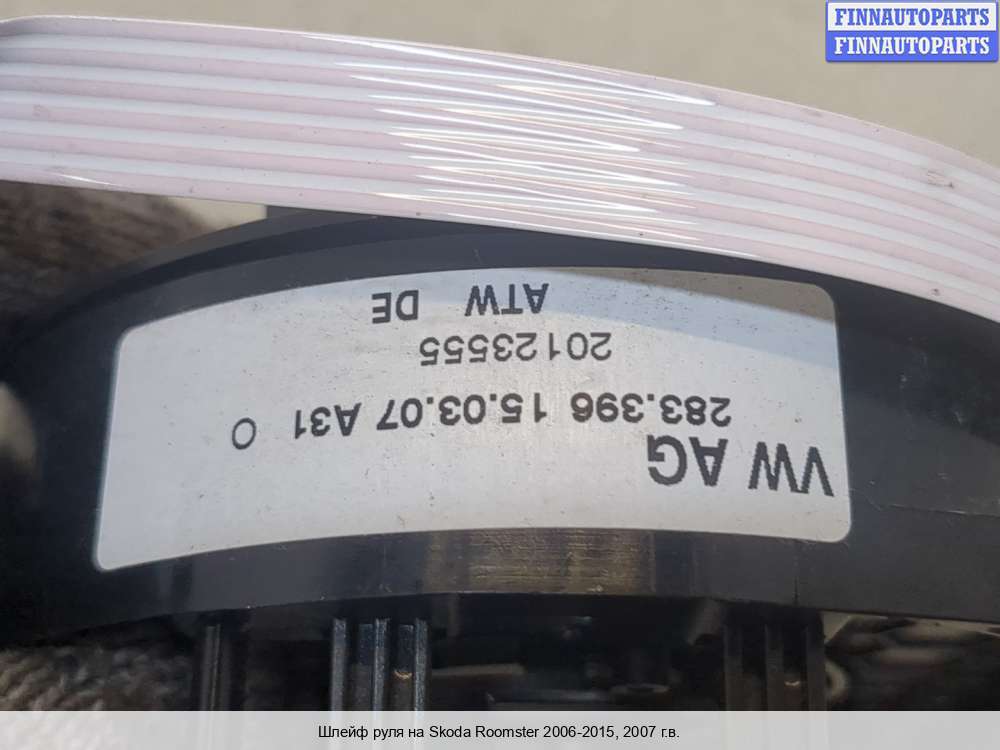 FINNAUTOPARTS
FINNAUTOPARTS
VW AG
283.396 15.03.07 A31 O
20123555
ATW DE
Шлейф руля на Skoda Roomster 2006-2015, 2007 г.в.